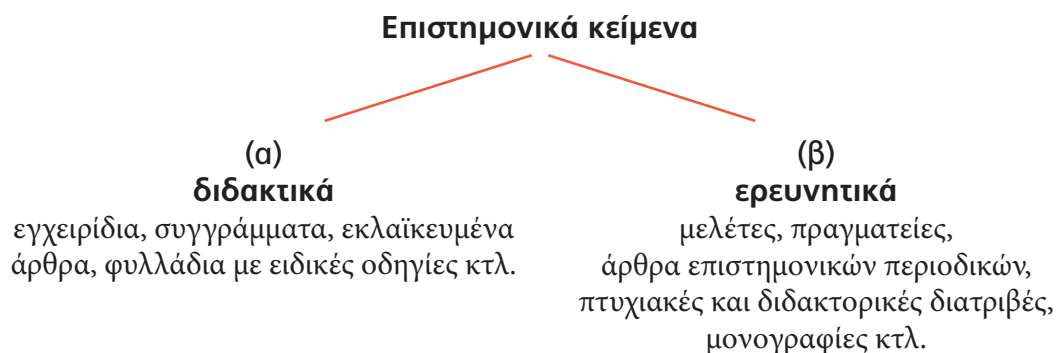 Επιστημονικά κείμενα
(α)
διδακτικά
εγχειρίδια, συγγράμματα, εκλαϊκευμένα
άρθρα, φυλλάδια με ειδικές οδηγίες κτλ.
(β)
ερευνητικά
μελέτες, πραγματείες,
άρθρα επιστημονικών περιοδικών,
πτυχιακές και διδακτορικές διατριβές,
μονογραφίες κτλ.